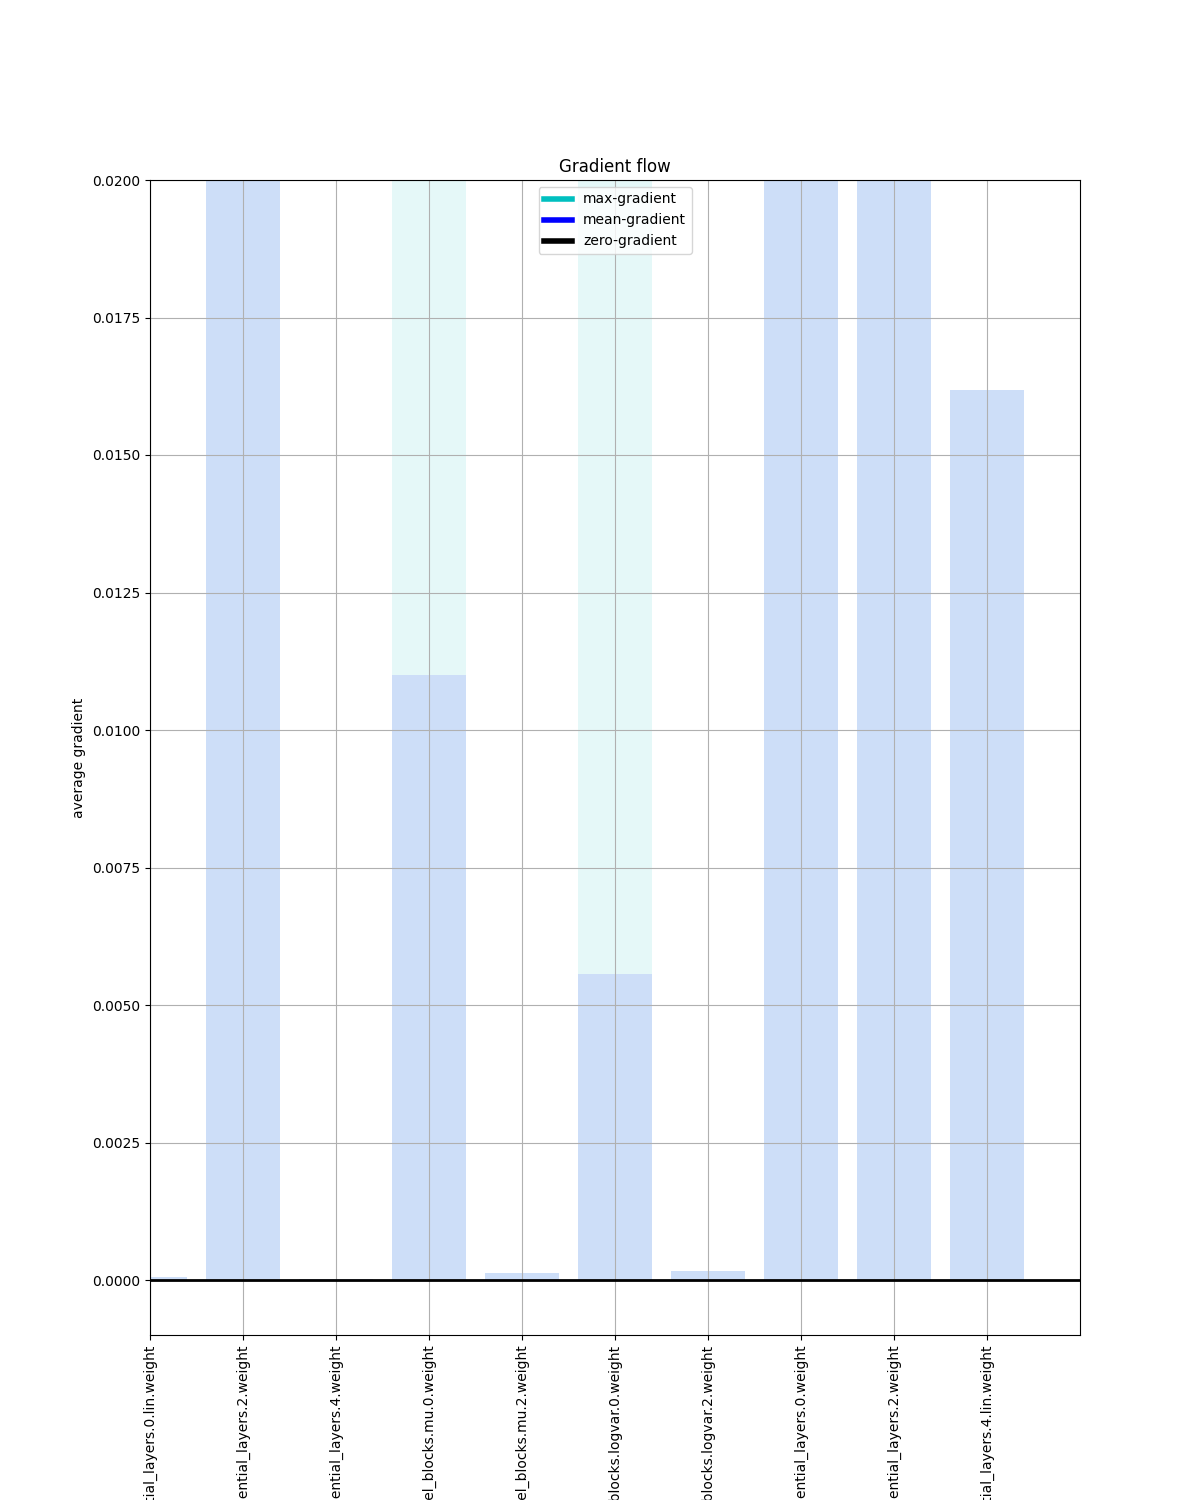 Gradient flow
max-gradient
mean-gradient
zero-gradient
0.0200
0.0175
0.0150
0.0125
0.0100
0.0075
0.0050
0.0025
0.0000
average gradient
tial_layers.0.lin.weight
ential_layers.2.weight
ential_layers.4.weight
el_blocks.mu.0.weight
el_blocks.mu.2.weight
blocks.logvar.0.weight
blocks.logvar.2.weight
ential_layers.0.weight
ential_layers.2.weight
tial_layers.4.lin.weight